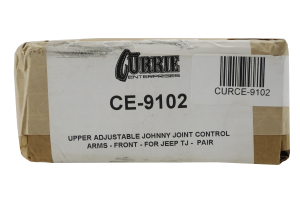 CURRIE
ENTERPRISES
CURCE-9102
CE-9102
UPPER ADJUSTABLE JOHNNY JOINT CONTROL
ARMS - FRONT - FOR JEEP TJ - PAIR